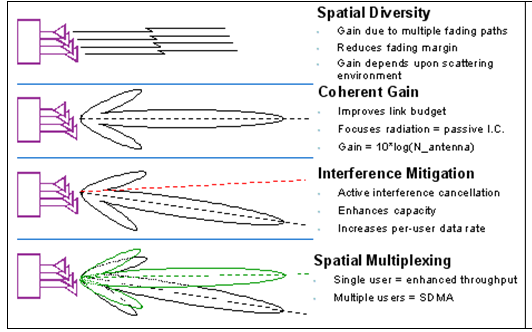 Spatial Diversity
Gain due to multiple fading paths
Reduces fading margin
Gain depends upon scattering
environment
Coherent Gain
Improves link budget
Focuses radiation = passive I.C.
Gain = 10*log(N_antenna)
Interference Mitigation
Active interference cancellation
Enhances capacity
Increases per-user data rate
Spatial Multiplexing
Single user = enhanced throughput
Multiple users = SDMA